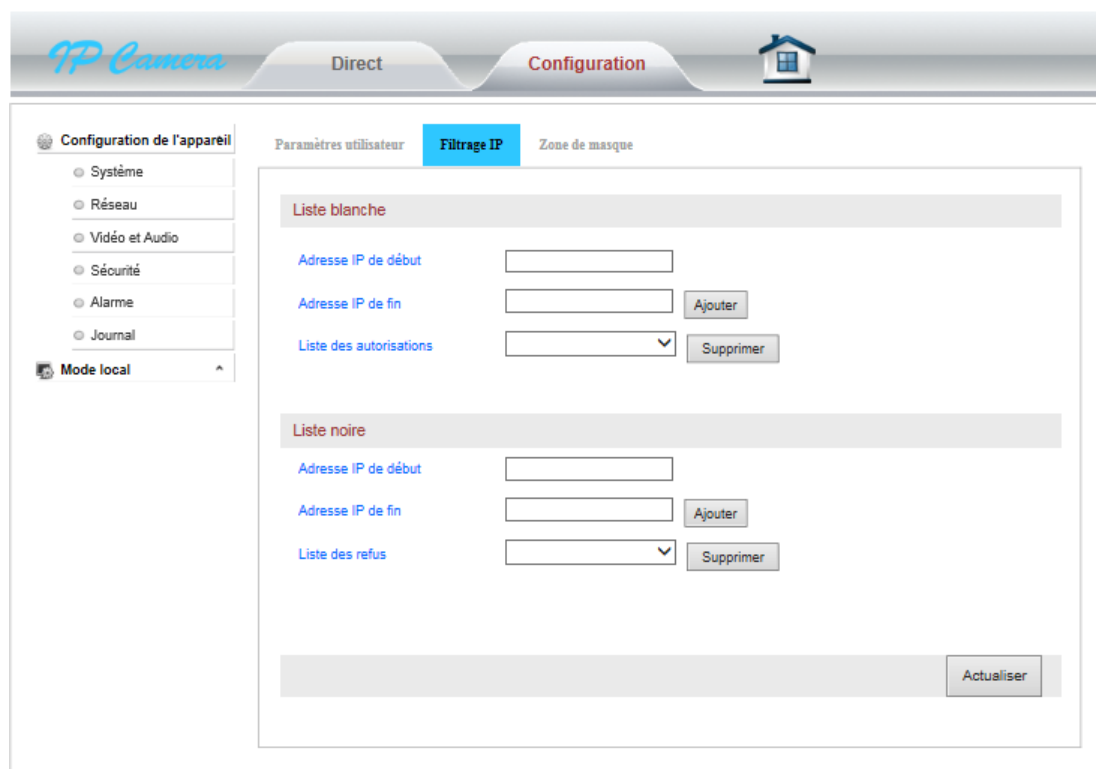 IP Camera
Direct
Configuration
Configuration de l'appareil
Système
Réseau
Vidéo et Audio
Sécurité
Alarme
Journal
Mode local
Paramètres utilisateur
Filtrage IP
Zone de masque
Liste blanche
Adresse IP de début
Adresse IP de fin
Ajouter
Liste des autorisations
Supprimer
Liste noire
Adresse IP de début
Adresse IP de fin
Ajouter
Liste des refus
Supprimer
Actualiser